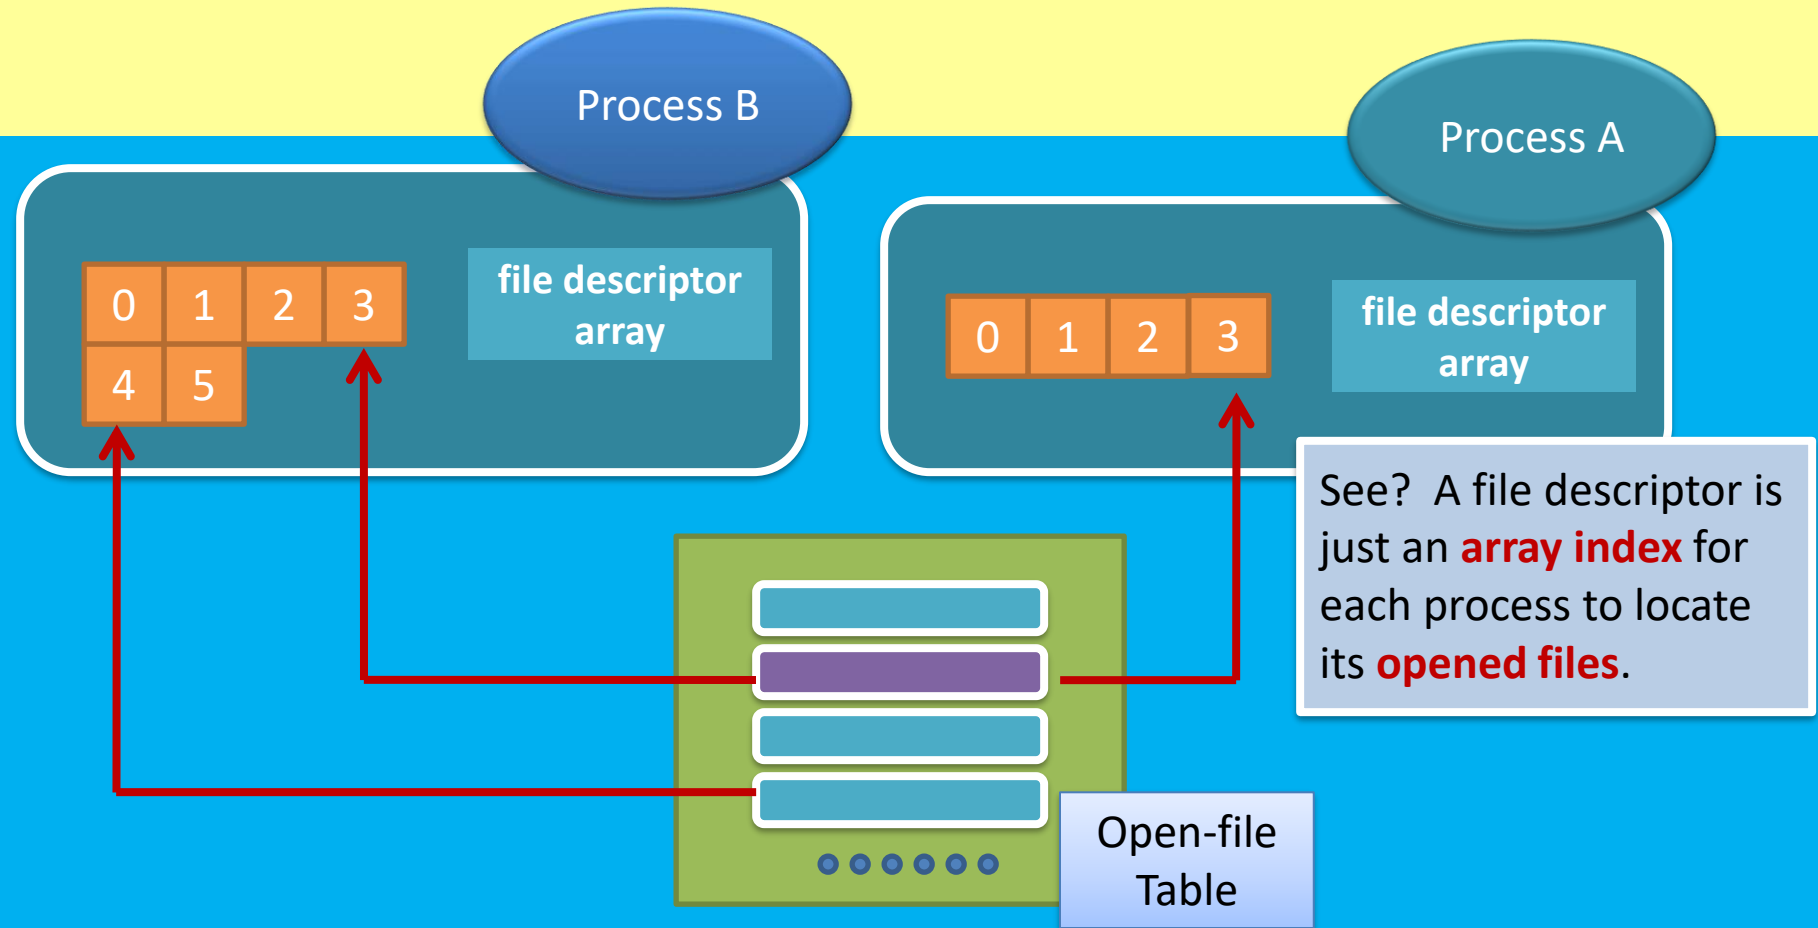 Process B
Process A
0 1 2 3
4 5
file descriptor
array
0 1 2 3
file descriptor
array
See? A file descriptor is
just an array index for
each process to locate
its opened files.
Open-file
Table